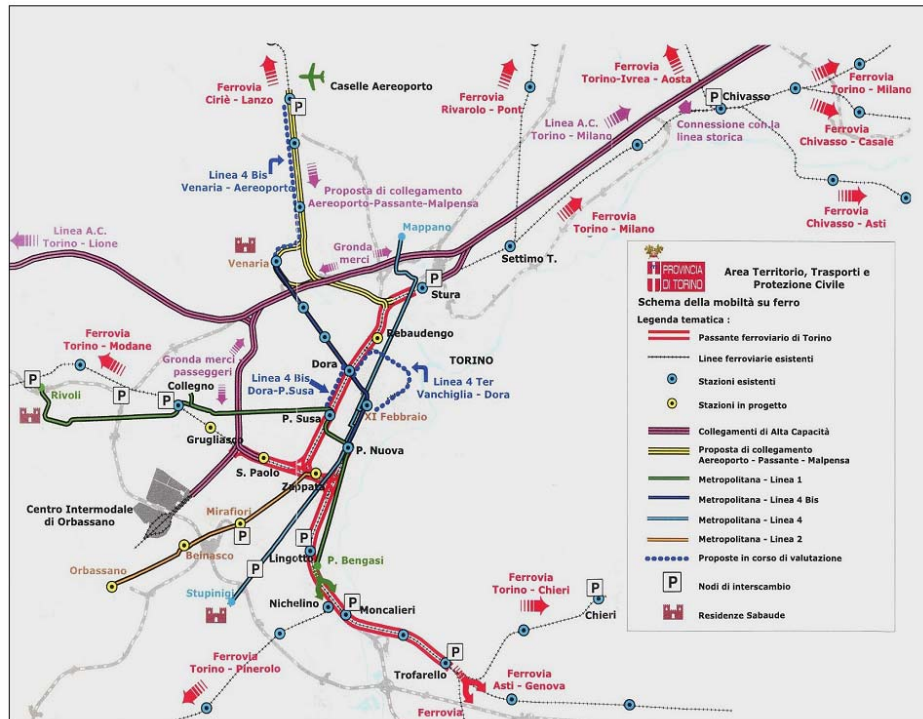 Ferrovia
Ciriè - Lanzo
Caselle Aereoporto
P
Ferrovia
Rivarolo - Pont
Ferrovia
Torino-Ivrea - Aosta
P
Chivasso
Ferrovia
Torino - Milano
Linea A.C.
Torino - Milano
Connessione con la
linea storica
Ferrovia
Chivasso - Casale
Linea 4 Bis
Venaria - Aereoporto
Proposta di collegamento
Aereoporto-Passante-Malpensa
Ferrovia
Chivasso - Asti
Linea A.C.
Torino - Lione
Mappano
Ferrovia
Torino - Milano
Venaria
Gronda
merci
Settimo T.
P
Stura
Rebaudengo
Ferrovia
Torino - Modane
Gronda merci
passeggeri
Dora
TORINO
Linea 4 Bis
Dora-P.Susa
Linea 4 Ter
Vanchiglia - Dora
P
P
P
Rivoli
Collegno
P. Susa
XI Febbraio
Grugliasco
P. Nuova
S. Paolo
Zappata
Centro Intermodale
di Orbassano
Mirafiori
P
Beinasco
Orbassano
P
Lingotto
P
P. Bengasi
Stupinigi
Nichelino
P
Moncalieri
Ferrovia
Torino - Chieri
P
Chieri
Ferrovia
Torino - Pinerolo
P
Trofarello
Ferrovia
Asti - Genova
Ferrovia
PROVINCIA
DI TORINO
Area Territorio, Trasporti e
Protezione Civile
Schema della mobiltà su ferro
Legenda tematica :
Passante ferroviario di Torino
Linee ferroviarie esistenti
Stazioni esistenti
Stazioni in progetto
Collegamenti di Alta Capacità
Proposta di collegamento
Aereoporto - Passante - Malpensa
Metropolitana - Linea 1
Metropolitana - Linea 4 Bis
Metropolitana - Linea 4
Metropolitana - Linea 2
Proposte in corso di valutazione
P
Nodi di interscambio
Residenze Sabaude